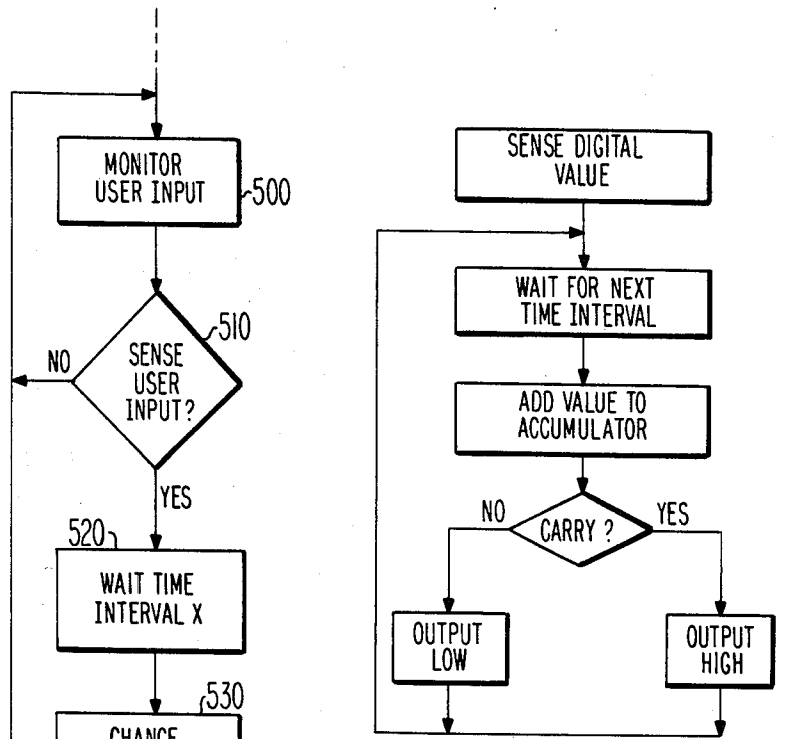 MONITOR
USER INPUT
500
510
SENSE
USER
INPUT?
NO
YES
520
WAIT TIME
INTERVAL X
530
CHANGE
SENSE DIGITAL
VALUE
WAIT FOR NEXT
TIME INTERVAL
ADD VALUE TO
ACCUMULATOR
NO
CARRY ?
YES
OUTPUT
LOW
OUTPUT
HIGH